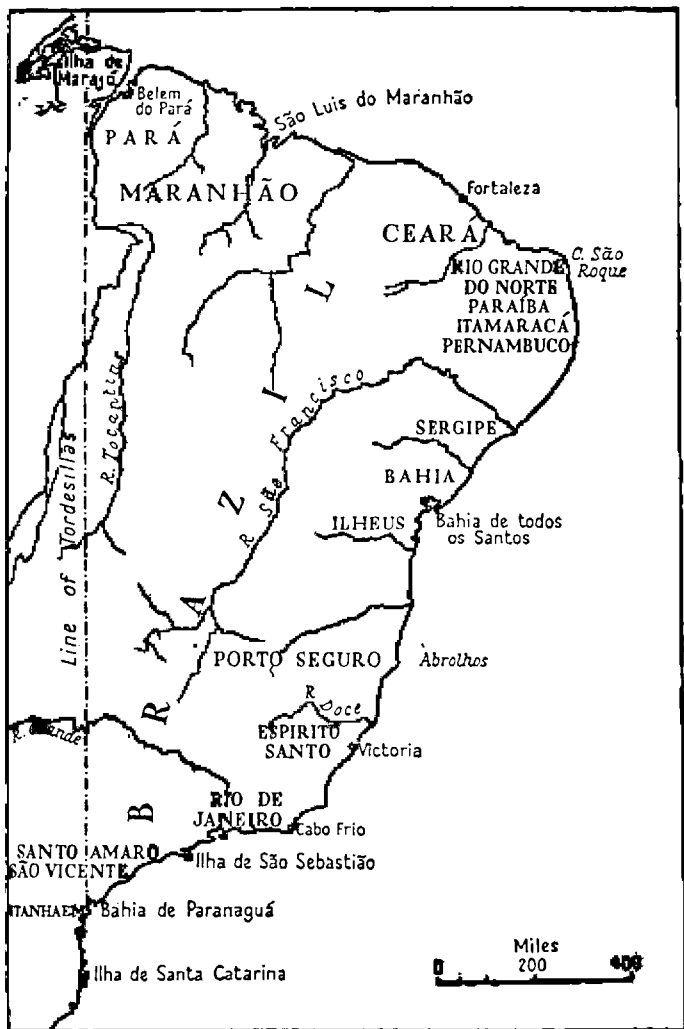 Ilha de
Marajó
Belem
do Pará
PARÁ
São Luis do Maranhão
MARANHÃO
Fortaleza
CEARÁ
C. São
Roque
RIO GRANDE
DO NORTE
PARAÍBA
ITAMARACÁ
PERNAMBUCO
BRAZIL
R. Tocantins
R. São Francisco
Line of Tordesillas
SERGIPE
BAHIA
Bahia de todos
os Santos
ILHEUS
PORTO SEGURO
Abrolhos
R Doce
ESPIRITO
SANTO
Victoria
R. Grande
RIO DE
JANEIRO
Cabo Frio
SANTO AMARO
SÃO VICENTE
Ilha de São Sebastião
ITANHAEM
Bahia de Paranaguá
Ilha de Santa Catarina
Miles
0 200 400